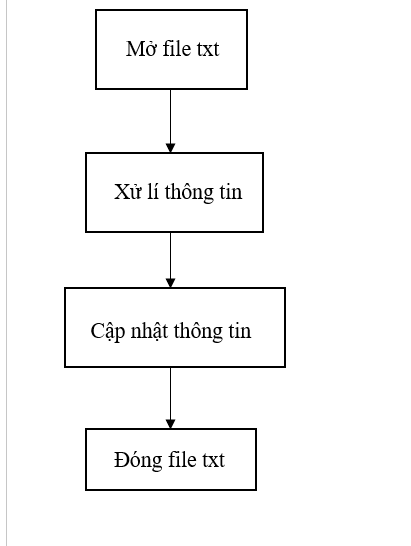 Mở file txt
Xử lí thông tin
Cập nhật thông tin
Đóng file txt